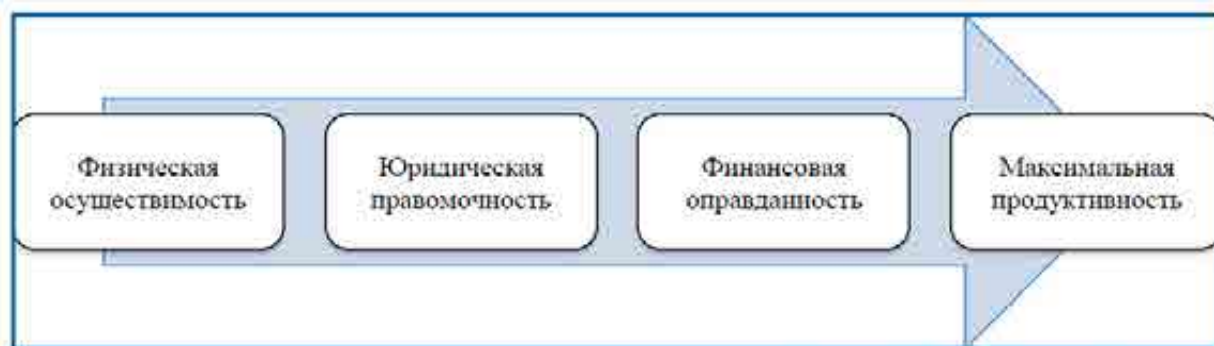 Физическая
осуществимость
Юридическая
правомочность
Финансовая
оправданность
Максимальная
продуктивность